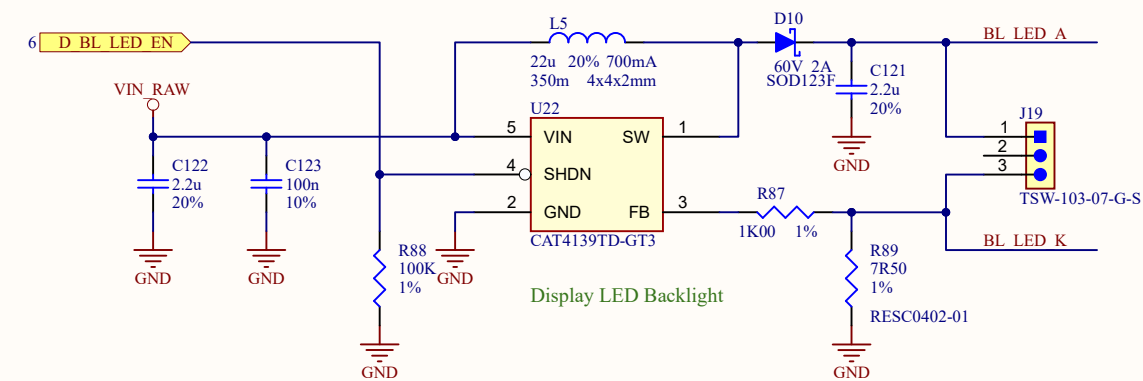 6 D_BL_LED_EN
VIN_RAW
C122
2.2u
20%
GND
C123
100n
10%
GND
R88
100K
1%
GND
GND
L5
22u 20% 700mA
350m 4x4x2mm
U22
5 VIN SW 1
4 SHDN
2 GND FB 3
CAT4139TD-GT3
Display LED Backlight
D10
60V 2A
SOD123F
C121
2.2u
20%
GND
R87
1K00 1%
R89
7R50
1%
RESC0402-01
GND
BL_LED_A
J19
1
2
3
TSW-103-07-G-S
BL_LED_K